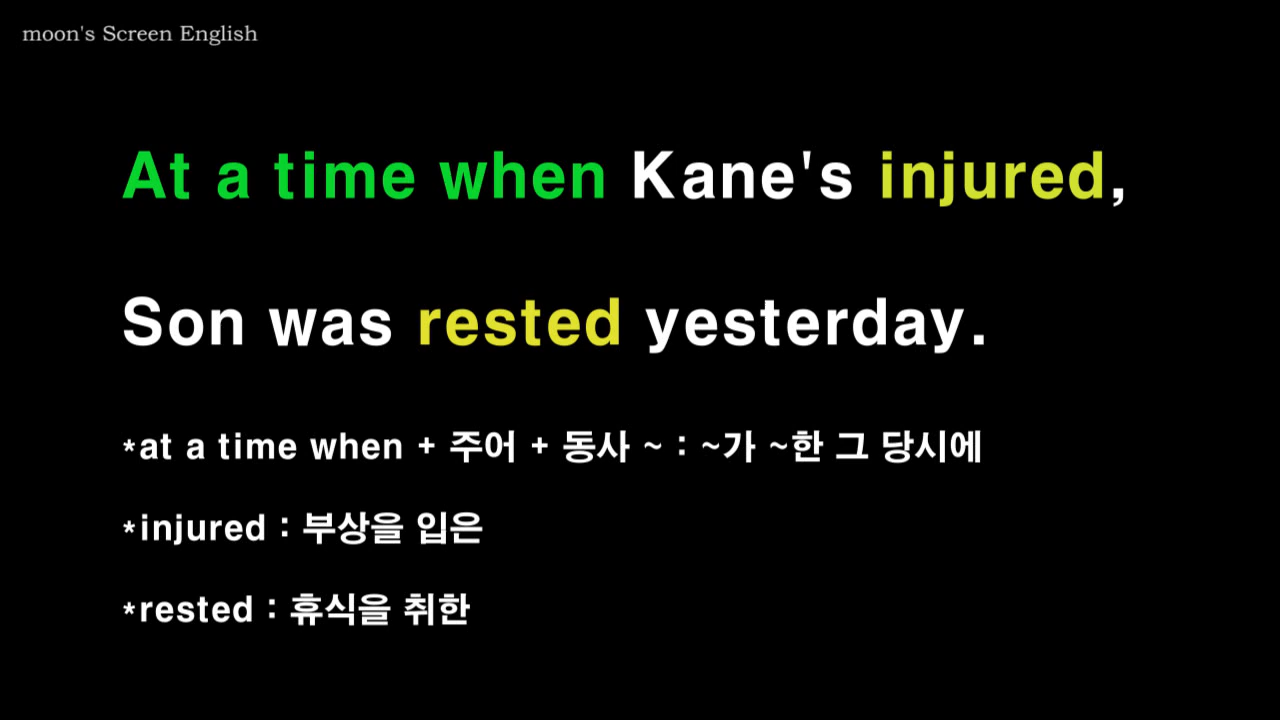 moon's Screen English
At a time when Kane's injured,
Son was rested yesterday.
*at a time when + 주어 + 동사 ~ : ~가 ~한 그 당시에
*injured : 부상을 입은
*rested : 휴식을 취한